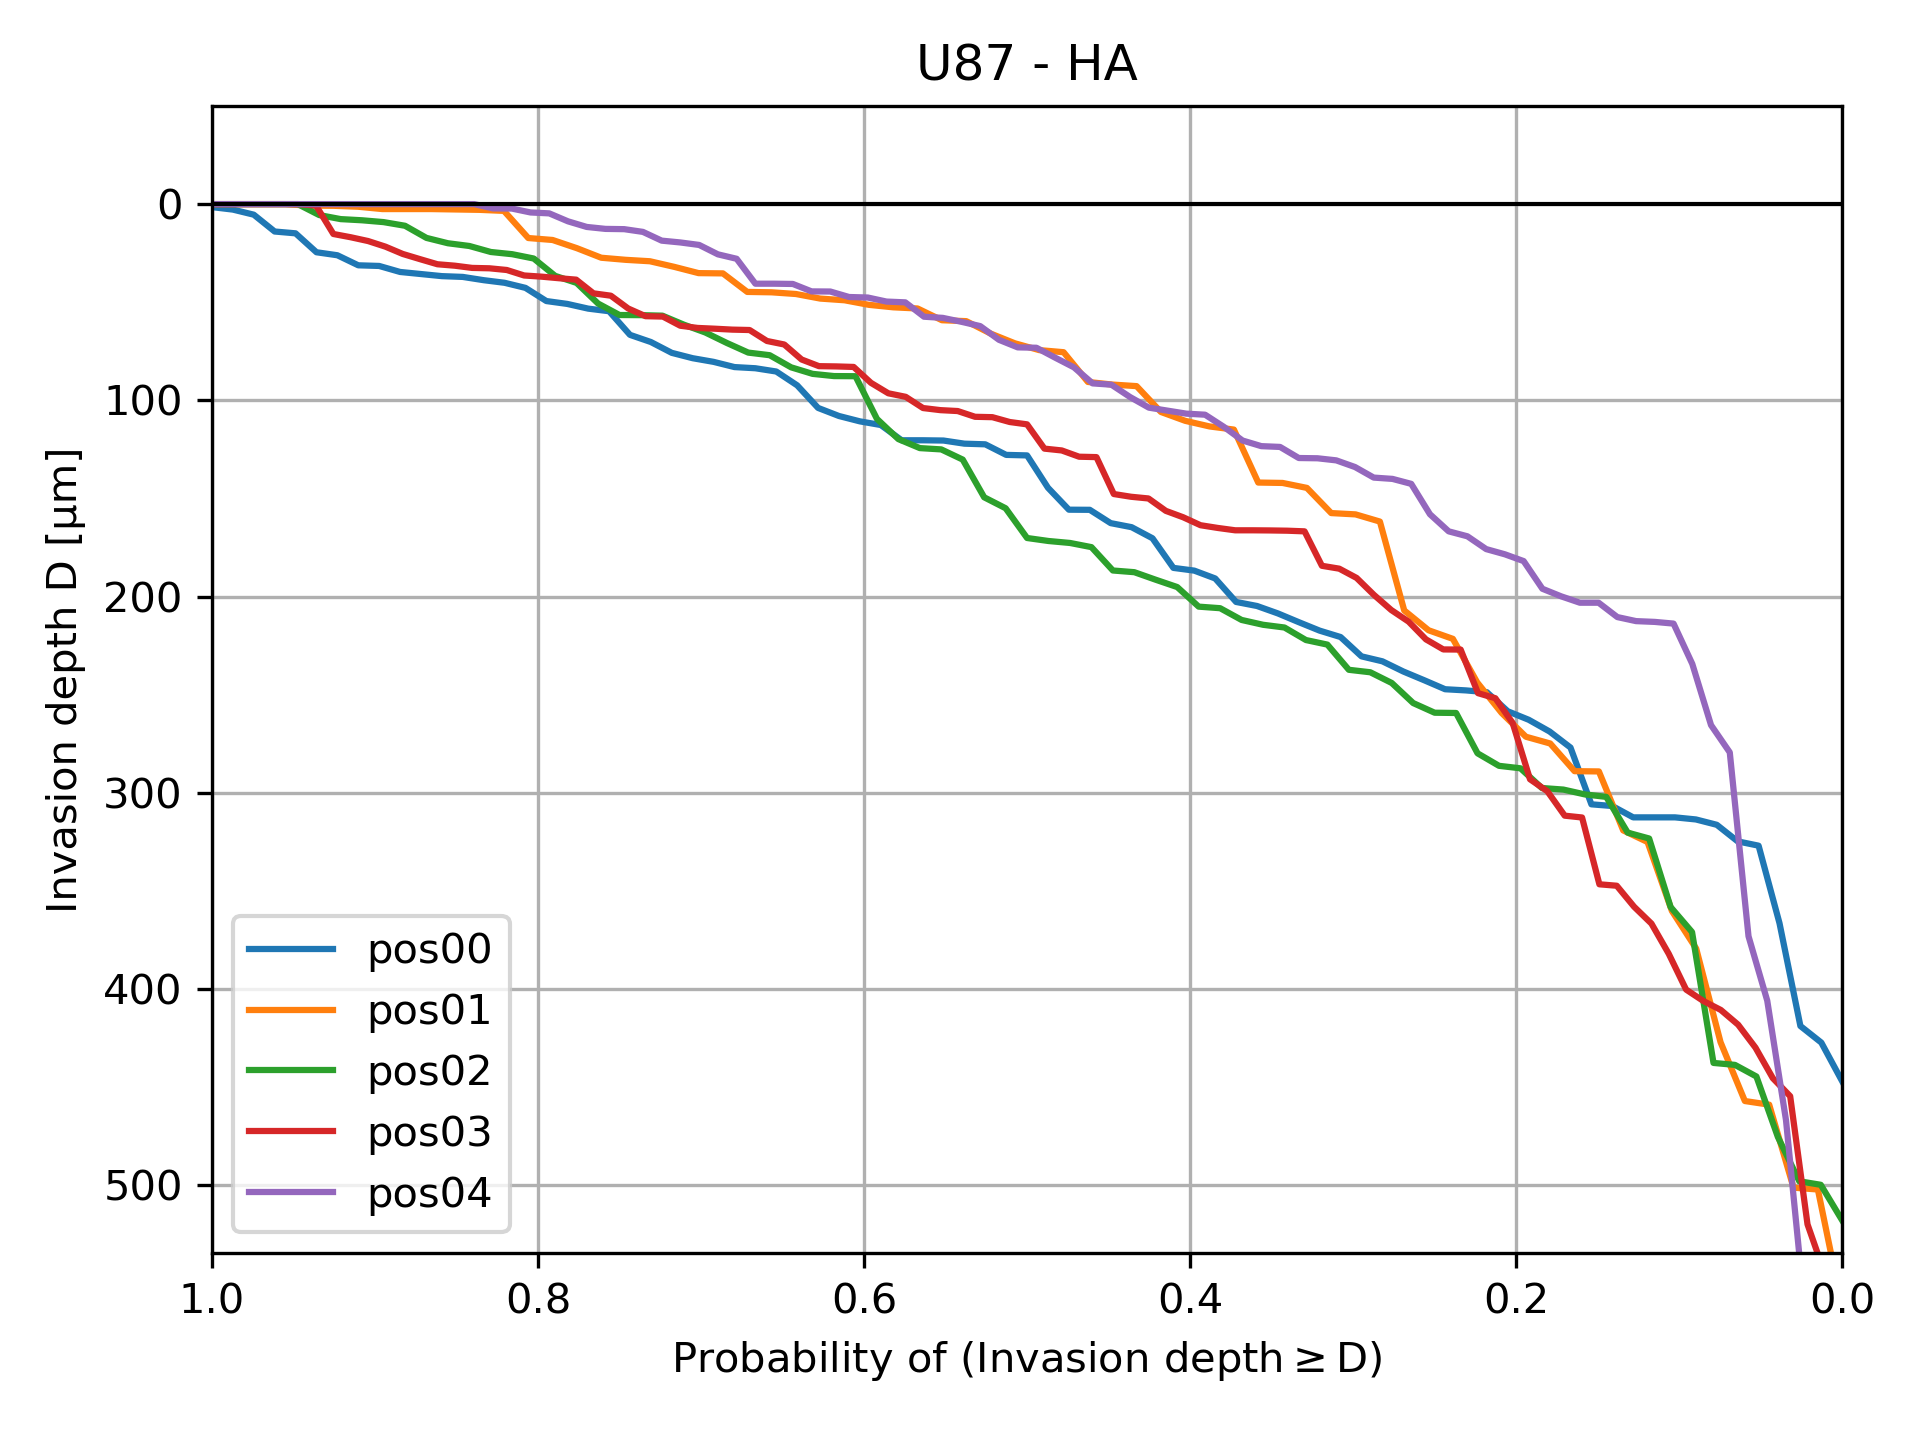 U87 - HA
Invasion depth D [µm]
0
100
200
300
400
500
pos00
pos01
pos02
pos03
pos04
1.0 0.8 0.6 0.4 0.2 0.0
Probability of (Invasion depth ≥ D)